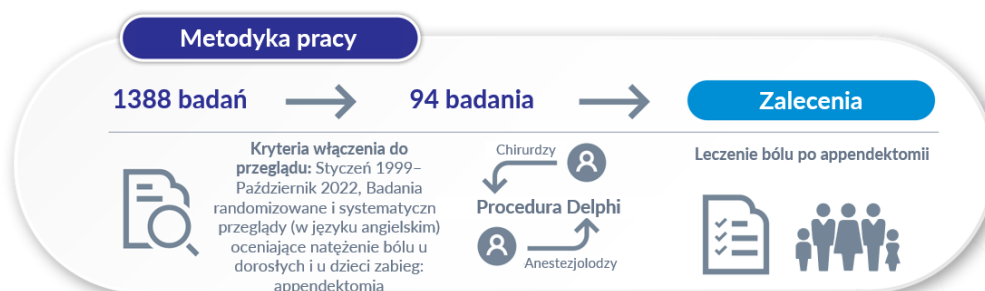 Metodyka pracy
1388 badań
94 badania
Zalecenia
Kryteria włączenia do
przeglądu: Styczeń 1999–
Październik 2022, Badania
randomizowane i systematyczn
przeglądy (w języku angielskim)
oceniające natężenie bólu u
dorosłych i u dzieci zabieg:
appendektomia
Chirurdzy
Procedura Delphi
Anestezjolodzy
Leczenie bólu po appendektomii